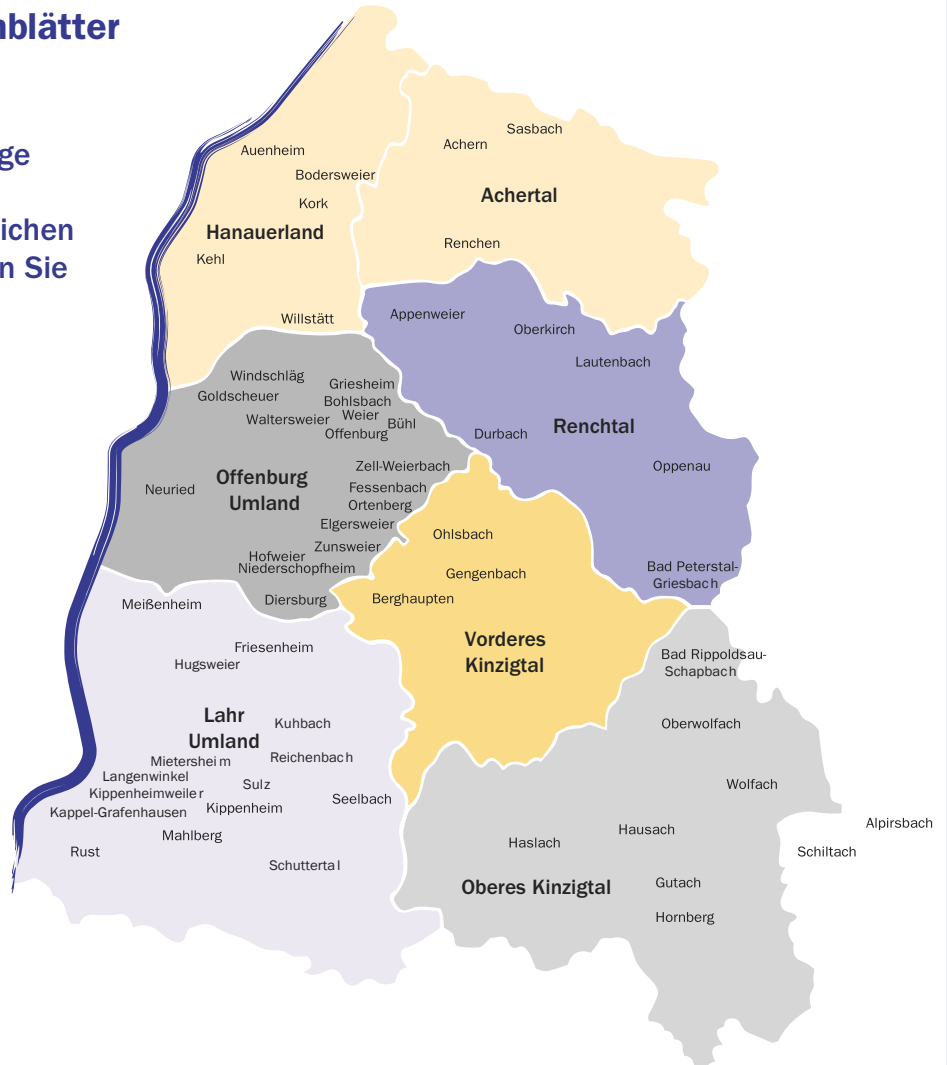 nblätter
ge
ichen
n Sie
Sasbach
Achern
Auenheim
Bodersweier
Achertal
Kork
Hanauerland
Renchen
Kehl
Willstätt
Appenweier
Oberkirch
Lautenbach
Windschläg
Griesheim
Goldscheuer
Bohlsbach
Weier
Waltersweier
Bühl
Offenburg
Durbach
Renchtal
Oppenau
Zell-Weierbach
Offenburg
Umland
Neuried
Fessenbach
Ortenberg
Elgersweier
Ohlsbach
Zunsweier
Hofweier
Niederschopfheim
Gengenbach
Bad Peterstal-
Griesbach
Diersburg
Berghaupten
Meißenheim
Vorderes
Kinzigtal
Friesenheim
Hugsweier
Bad Rippoldsau-
Schapbach
Lahr
Umland
Kuhbach
Oberwolfach
Mietersheim
Reichenbach
Langenwinkel
Sulz
Kippenheimweiler
Wolfach
Seelbach
Kappel-Grafenhausen
Kippenheim
Mahlberg
Alpirsbach
Hausach
Haslach
Rust
Schiltach
Schuttertal
Oberes Kinzigtal
Gutach
Hornberg